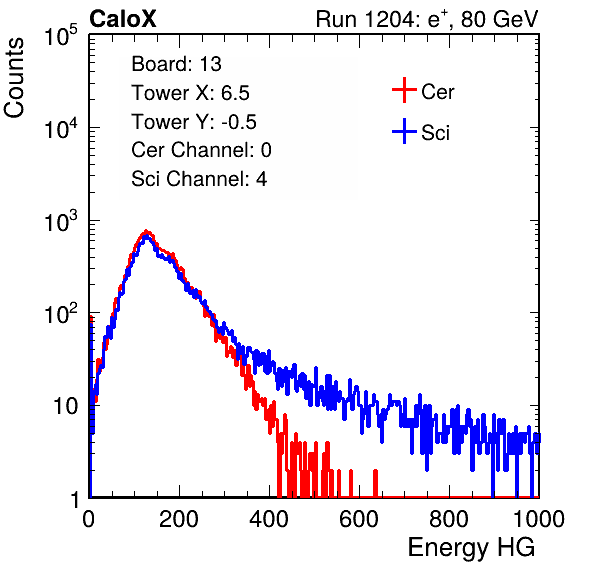 CaloX
Run 1204: e+, 80 GeV
Counts
10^5
10^4
10^3
10^2
10
1
Board: 13
Tower X: 6.5
Tower Y: -0.5
Cer Channel: 0
Sci Channel: 4
Cer
Sci
0 200 400 600 800 1000
Energy HG